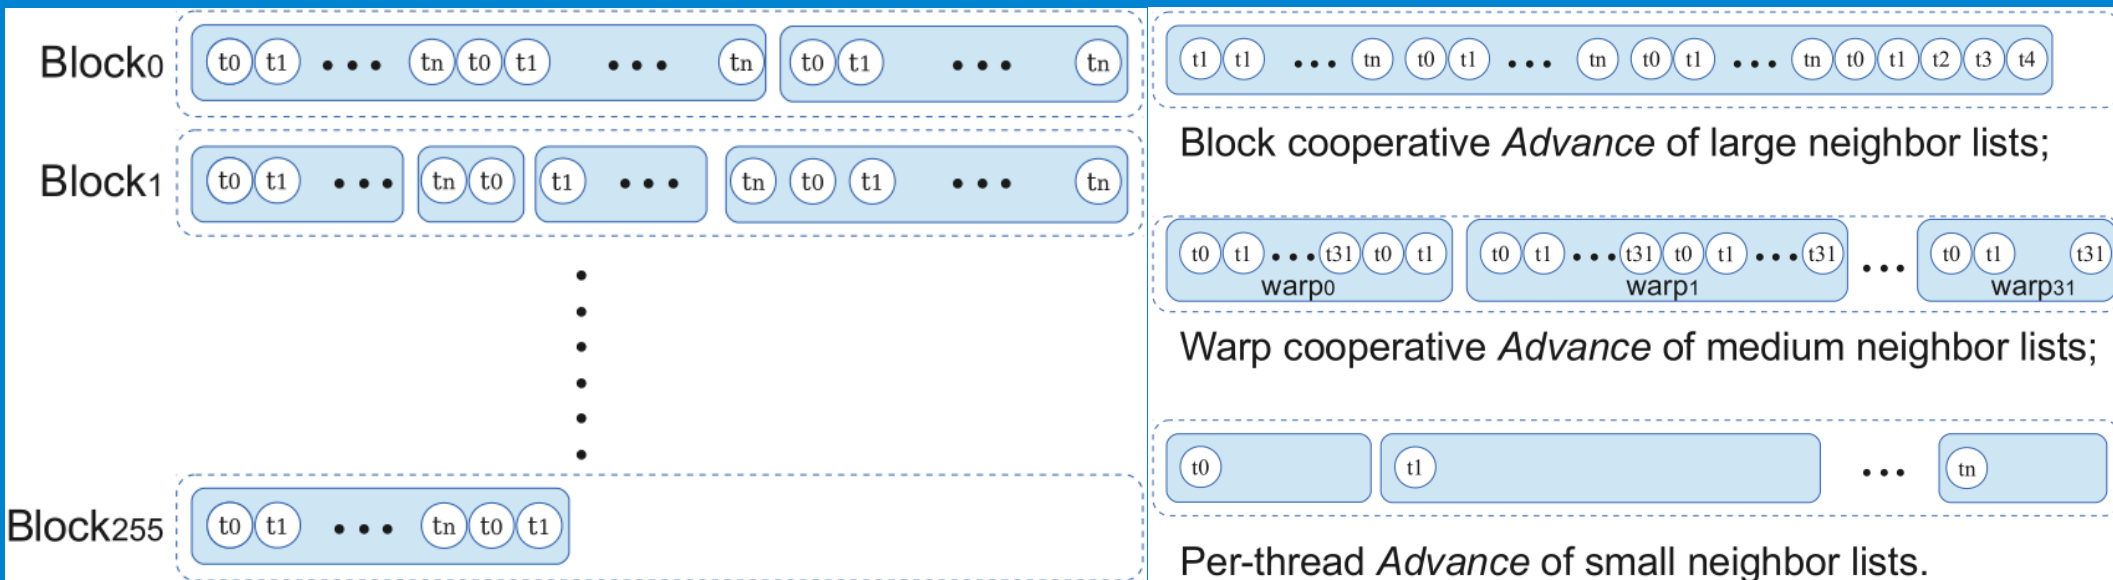 Block0 t0 t1 ••• tn t0 t1 ••• tn t0 t1 ••• tn
Block1 t0 t1 ••• tn t0 t1 ••• tn t0 t1 ••• tn
Block255 t0 t1 ••• tn t0 t1
t1 t1 ••• tn t0 t1 ••• tn t0 t1 ••• tn t0 t1 t2 t3 t4
Block cooperative Advance of large neighbor lists;
t0 t1 ••• t31 t0 t1 t0 t1 ••• t31 t0 t1 ••• t31 ••• t0 t1 t31
warp0 warp1 warp31
Warp cooperative Advance of medium neighbor lists;
t0 t1 ••• tn
Per-thread Advance of small neighbor lists.